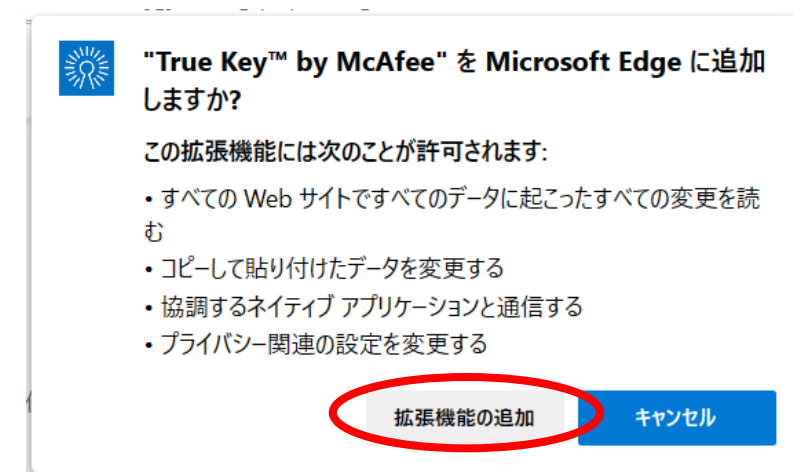 "True Key™ by McAfee" を Microsoft Edge に追加
しますか?
この拡張機能には次のことが許可されます:
• すべての Web サイトですべてのデータに起こったすべての変更を読
む
• コピーして貼り付けたデータを変更する
• 協調するネイティブ アプリケーションと通信する
• プライバシー関連の設定を変更する
拡張機能の追加 キャンセル